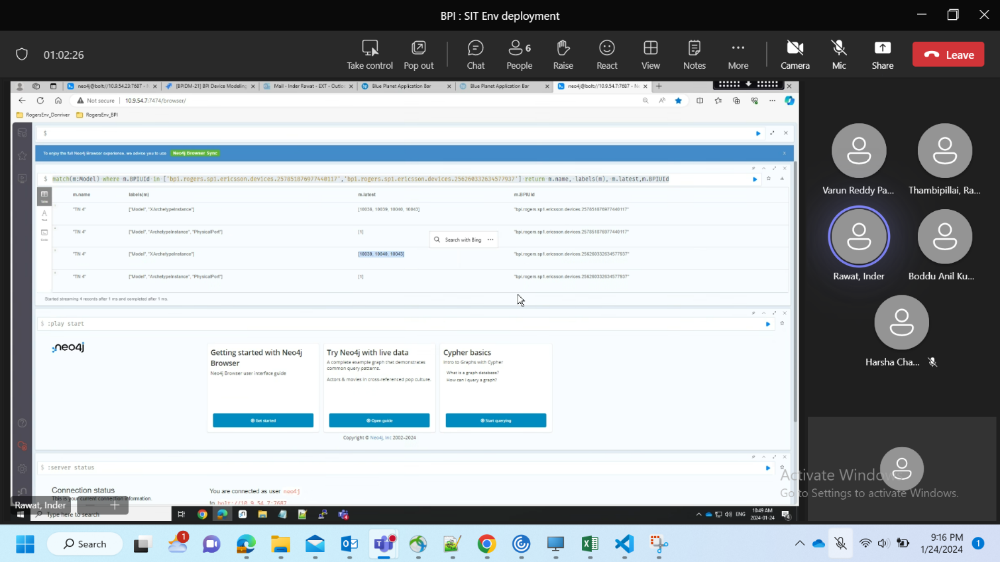 BPI : SIT Env deployment
01:02:26
Take control
Pop out
Chat
6
People
Raise
React
View
Notes
More
Camera
Mic
Share
Leave
neo4j@bolt://10.9.54.23:7687 - N
[BPIDM-21] BPI Device Modeling
Mail - Inder Rawat - EXT - Outlo
Blue Planet Application Bar
Blue Planet Application Bar
neo4j@bolt://10.9.54.7:7687 - Ne
Not secure
10.9.54.7:7474/browser/
RogersEnv_Donriver
RogersEnv_BPI
$
To enjoy the full Neo4j Browser experience, we advise you to use Neo4j Browser Sync
$ match(m:Model) where m.BPIUId in ['bpi.rogers.sp1.ericsson.devices.257851876977440117','bpi.rogers.sp1.ericsson.devices.256260332634577937'] return m.name, labels(m), m.latest,m.BPIUId
Table
Text
Code
m.name labels(m) m.latest m.BPIUId
"TN 4" ["Model", "XArchetypeInstance"] [10038, 10039, 10040, 10043] "bpi.rogers.sp1.ericsson.devices.257851876977440117"
"TN 4" ["Model", "ArchetypeInstance", "PhysicalPort"] [1] "bpi.rogers.sp1.ericsson.devices.257851876977440117"
Search with Bing
"TN 4" ["Model", "XArchetypeInstance"] [10039, 10040, 10043] "bpi.rogers.sp1.ericsson.devices.256260332634577937"
"TN 4" ["Model", "ArchetypeInstance", "PhysicalPort"] [1] "bpi.rogers.sp1.ericsson.devices.256260332634577937"
Started streaming 4 records after 1 ms and completed after 1 ms.
$ :play start
neo4j
Getting started with Neo4j
Browser
Neo4j Browser user interface guide
Get started
Try Neo4j with live data
A complete example graph that demonstrates
common query patterns.
Actors & movies in cross-referenced pop culture.
Open guide
Cypher basics
Intro to Graphs with Cypher
What is a graph database?
How can I query a graph?
Start querying
Copyright © Neo4j, Inc 2002–2024
$ :server status
Connection status
This is your current connection information.
You are connected as user neo4j
to bolt://10.9.54.7:7687
Rawat, Inder
Type here to search
ENG
10:49 AM
2024-01-24
4
Varun Reddy Pa...
Thambipillai, Ra...
Rawat, Inder
Boddu Anil Ku...
Harsha Cha...
Activate Windows
Go to Settings to activate Windows.
Search
1
9:16 PM
1/24/2024
1